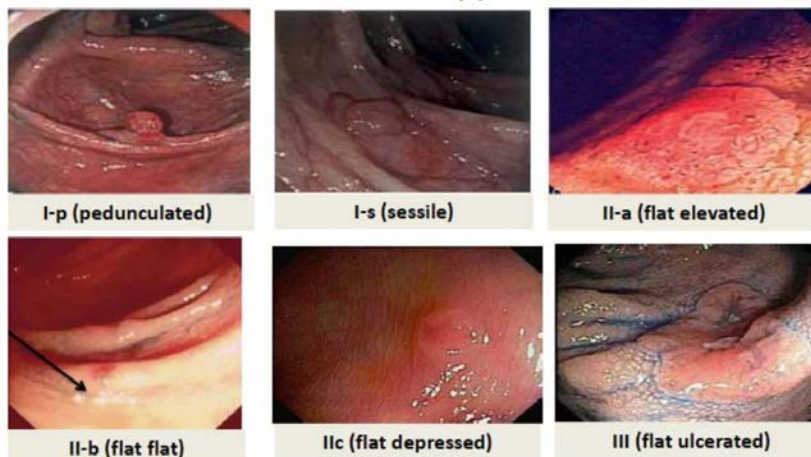 I-p (pedunculated)
I-s (sessile)
II-a (flat elevated)
II-b (flat flat)
IIc (flat depressed)
III (flat ulcerated)